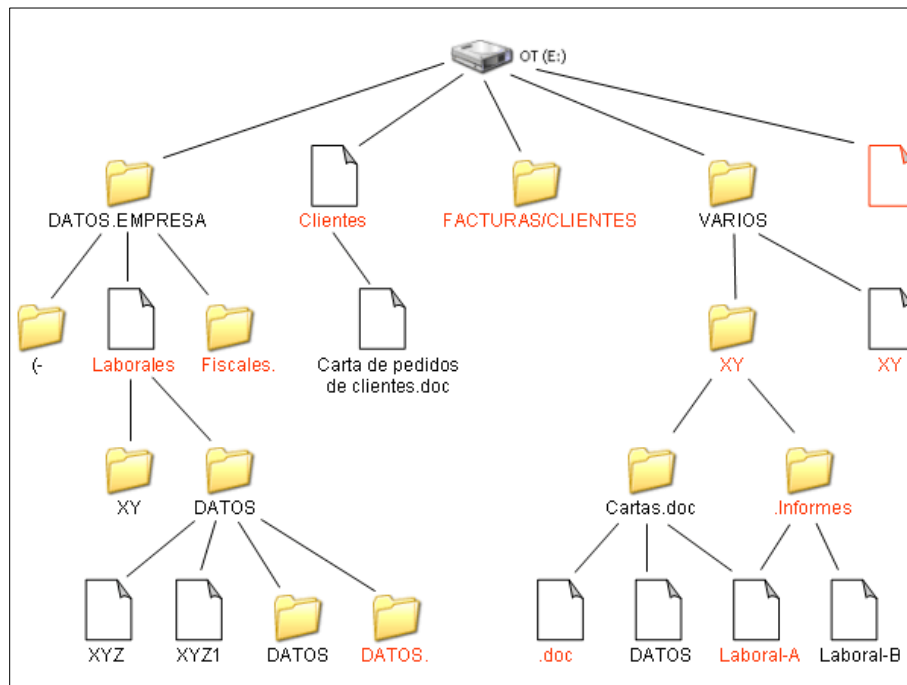 OT (E:)
DATOS.EMPRESA
Clientes
FACTURAS/CLIENTES
VARIOS
(-
Laborales
Fiscales.
Carta de pedidos
de clientes.doc
XY
XY
XY
DATOS
Cartas.doc
.Informes
XYZ
XYZ1
DATOS
DATOS.
.doc
DATOS
Laboral-A
Laboral-B